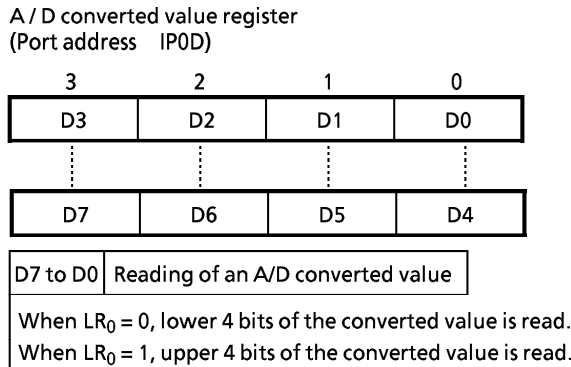 A / D converted value register
(Port address IP0D)
3 2 1 0
D3 D2 D1 D0
D7 D6 D5 D4
D7 to D0 Reading of an A/D converted value
When LR0 = 0, lower 4 bits of the converted value is read.
When LR0 = 1, upper 4 bits of the converted value is read.